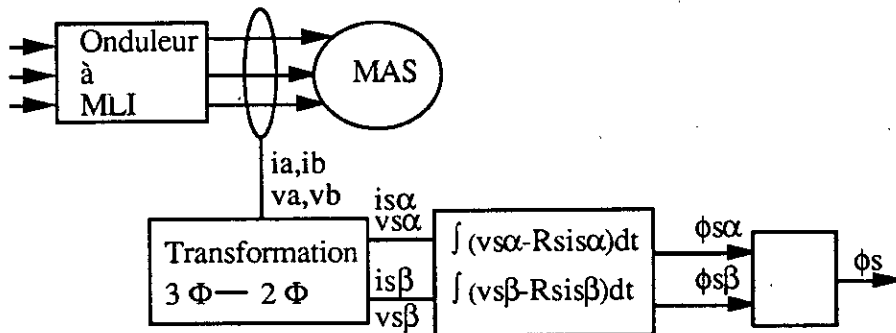 Onduleur
à
MLI
MAS
ia,ib
va,vb
isα
vsα
Transformation
3 Φ— 2 Φ
isβ
vsβ
∫ (vsα-Rsisα)dt
∫ (vsβ-Rsisβ)dt
ϕsα
ϕsβ
ϕs